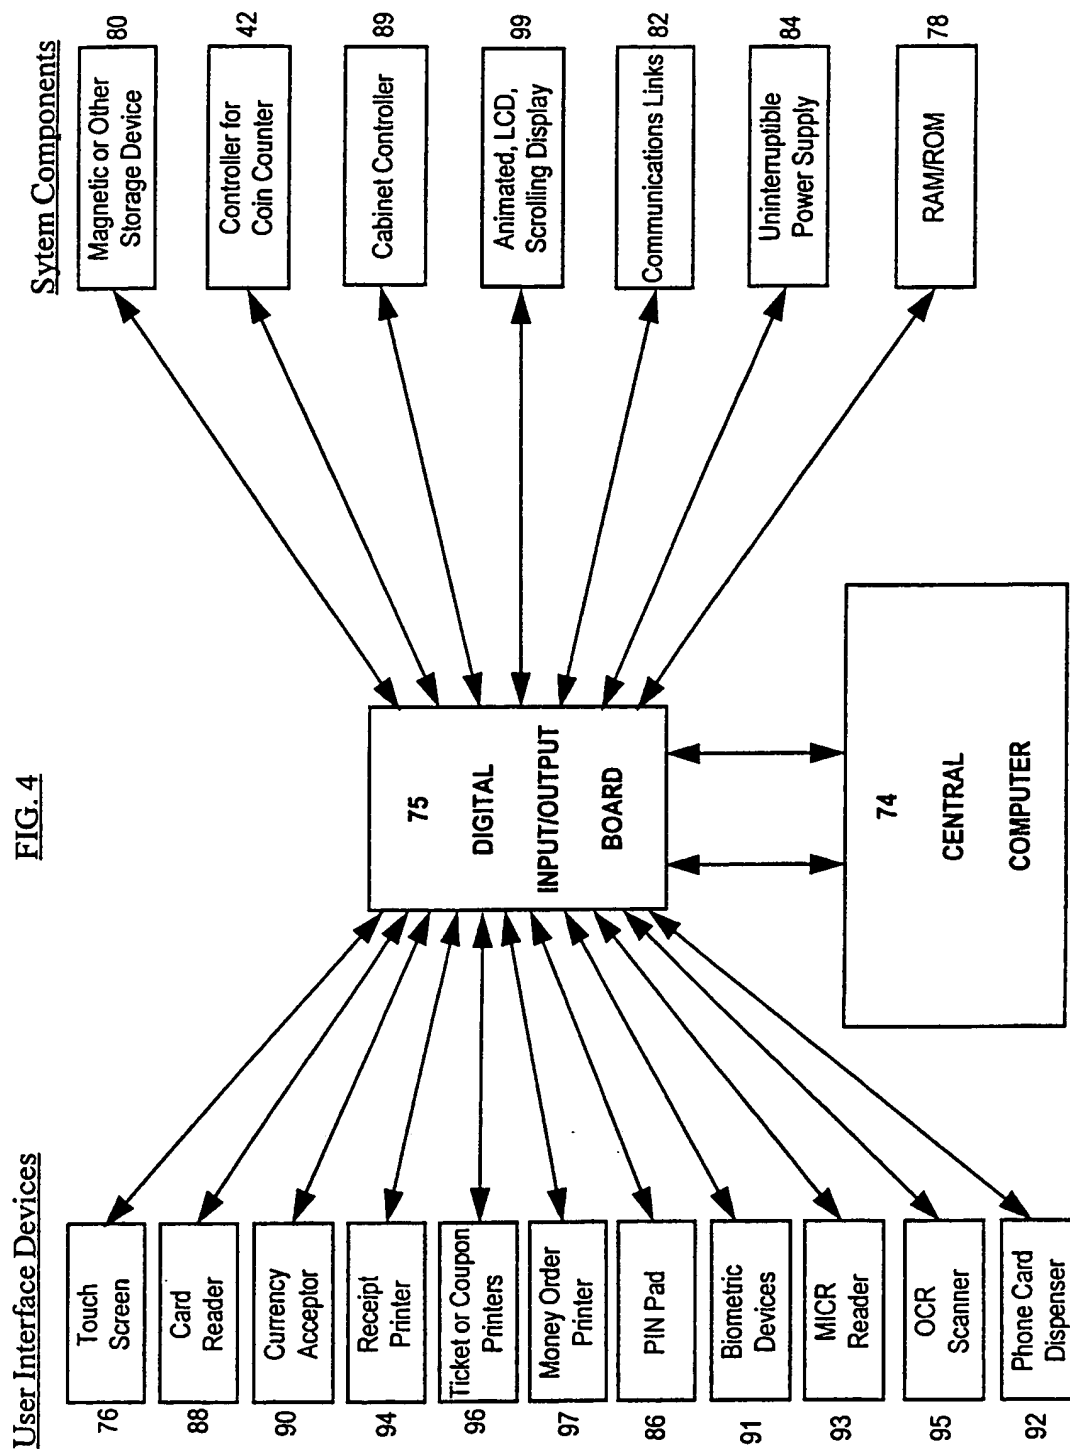 FIG. 4
User Interface Devices
76
Touch
Screen
88
Card
Reader
90
Currency
Acceptor
94
Receipt
Printer
96
Ticket or Coupon
Printers
97
Money Order
Printer
86
PIN Pad
91
Biometric
Devices
93
MICR
Reader
95
OCR
Scanner
92
Phone Card
Dispenser
75
DIGITAL
INPUT/OUTPUT
BOARD
74
CENTRAL
COMPUTER
Sytem Components
Magnetic or Other
Storage Device
80
Controller for
Coin Counter
42
Cabinet Controller
89
Animated, LCD,
Scrolling Display
99
Communications Links
82
Uninterruptible
Power Supply
84
RAM/ROM
78